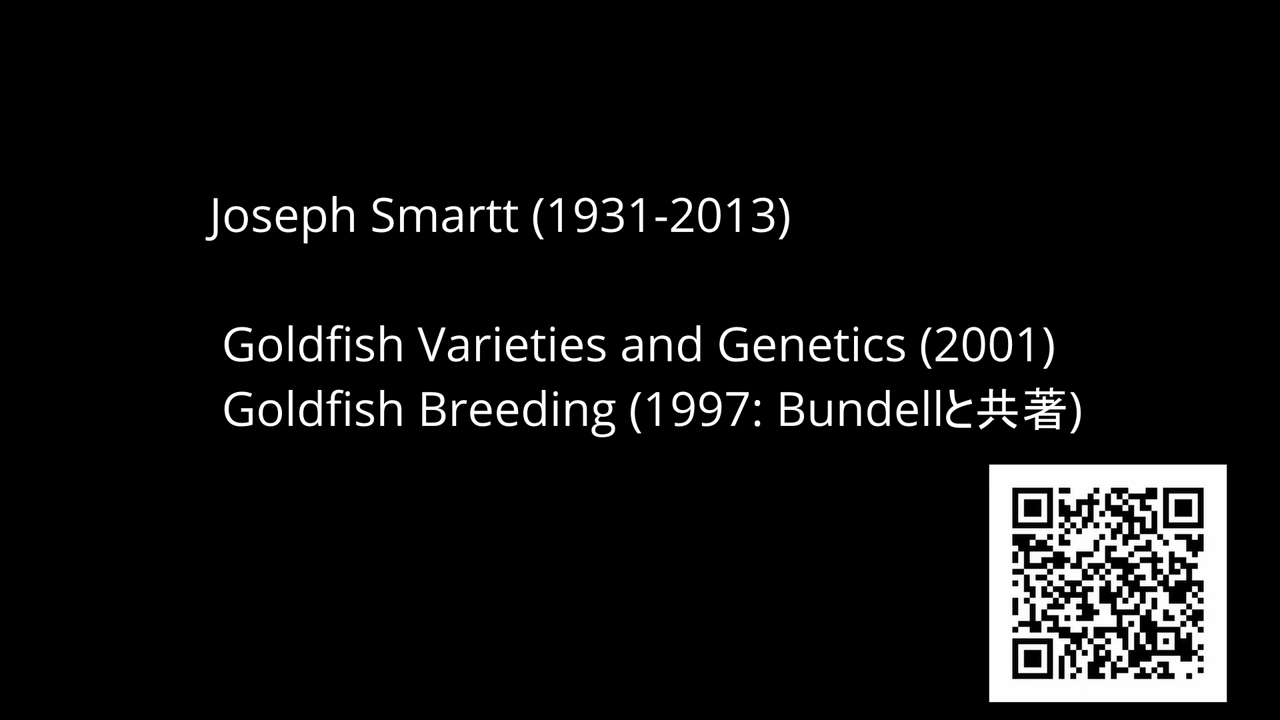 Joseph Smartt (1931-2013)
Goldfish Varieties and Genetics (2001)
Goldfish Breeding (1997: Bundellと共著)